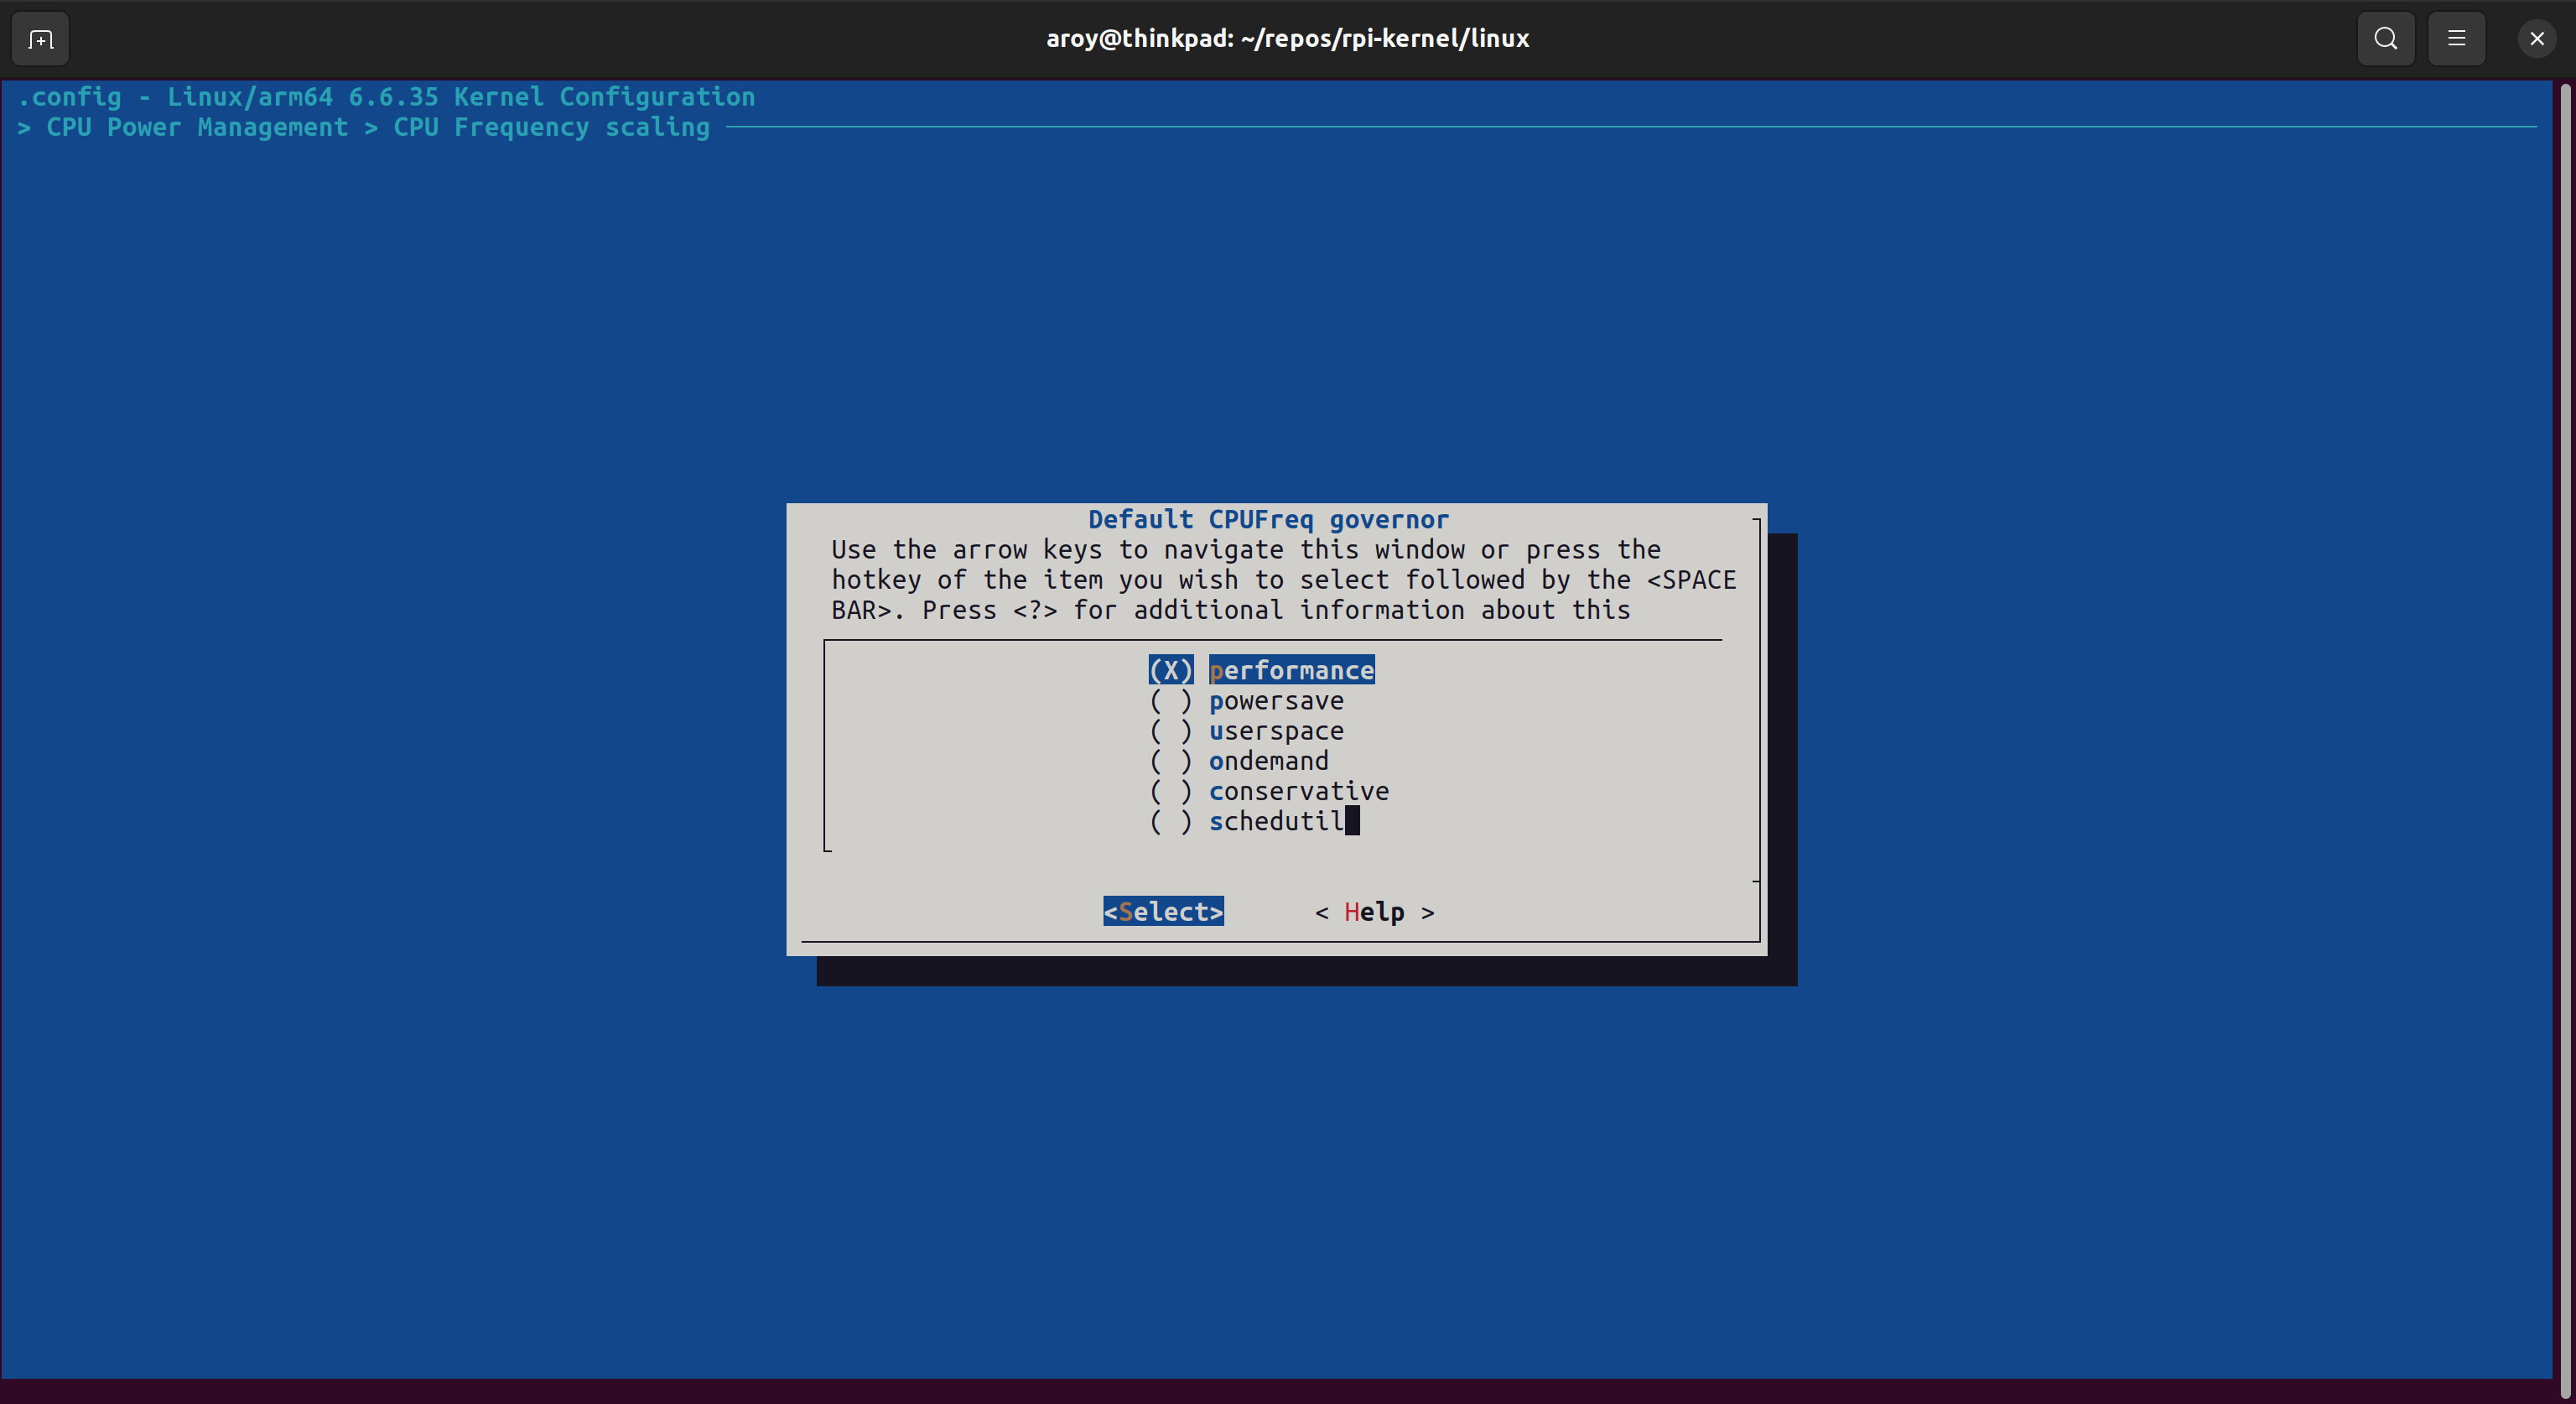 aroy@thinkpad: ~/repos/rpi-kernel/linux
.config - Linux/arm64 6.6.35 Kernel Configuration
> CPU Power Management > CPU Frequency scaling
Default CPUFreq governor
Use the arrow keys to navigate this window or press the
hotkey of the item you wish to select followed by the <SPACE
BAR>. Press <?> for additional information about this
(X) performance
( ) powersave
( ) userspace
( ) ondemand
( ) conservative
( ) schedutil
<Select> < Help >